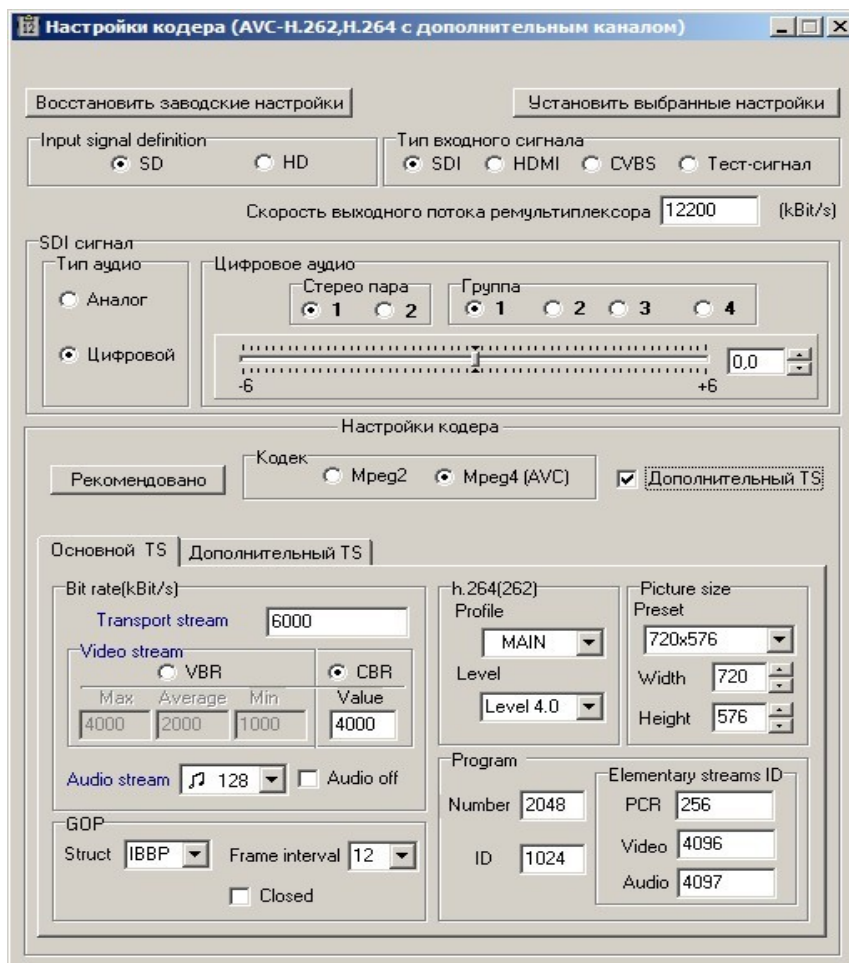 Настройки кодера (AVC-H.262,H.264 с дополнительным каналом)
Восстановить заводские настройки Установить выбранные настройки
Input signal definition Тип входного сигнала
SD HD SDI HDMI CVBS Тест-сигнал
Скорость выходного потока ремультиплексора 12200 (kBit/s)
SDI сигнал
Тип аудио Цифровое аудио
Стерео пара Группа
Аналог 1 2 1 2 3 4
Цифровой 0,0
-6 +6
Настройки кодера
Кодек
Рекомендовано Mpeg2 Mpeg4 (AVC) Дополнительный TS
Основной TS Дополнительный TS
Bit rate(kBit/s) h.264(262) Picture size
Profile Preset
Transport stream 6000 MAIN 720x576
Video stream
VBR CBR Level Width 720
Max Average Min Value
4000 2000 1000 4000 Level 4.0 Height 576
Audio stream 128 Audio off Program Elementary streams ID
Number 2048 PCR 256
GOP
Struct IBBP Frame interval 12 ID 1024 Video 4096
Closed Audio 4097